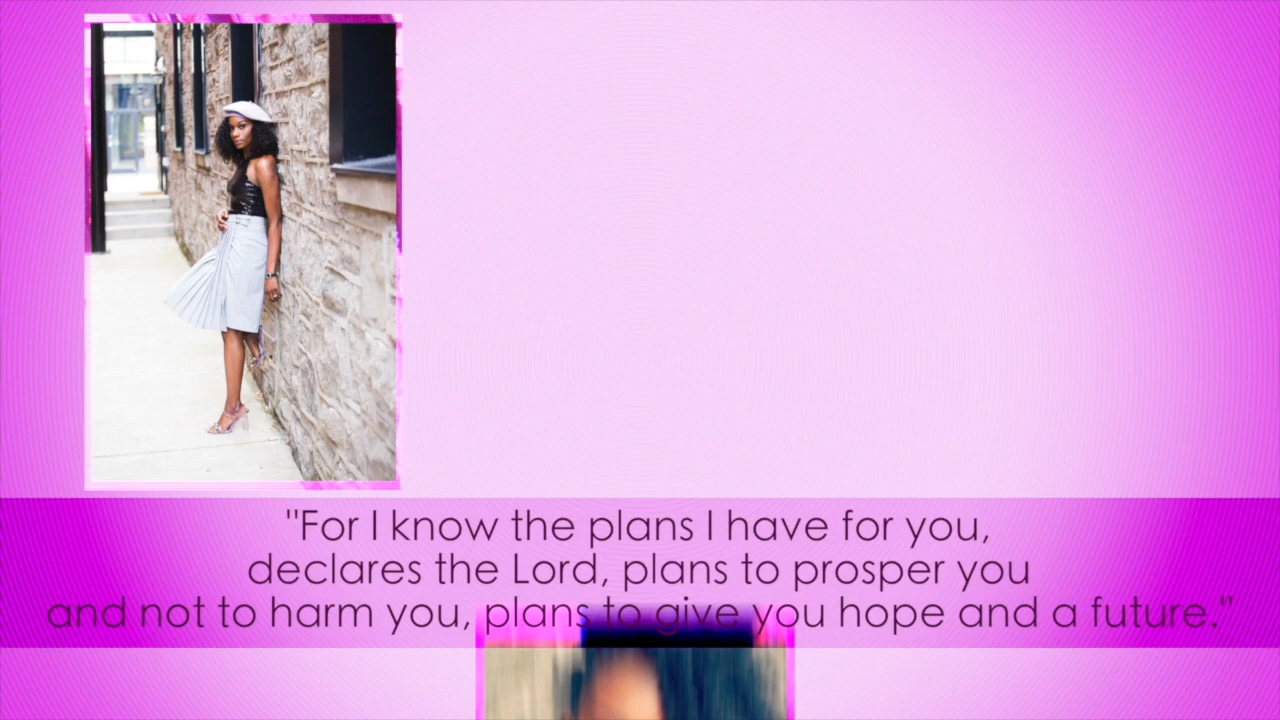 "For I know the plans I have for you,
declares the Lord, plans to prosper you
and not to harm you, plans to give you hope and a future."